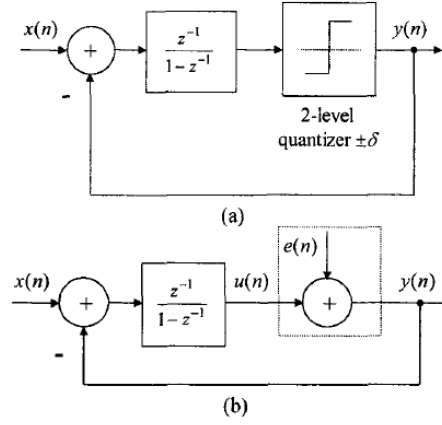 x(n)
+
-
z⁻¹
1 − z⁻¹
y(n)
2-level
quantizer ±δ
(a)
x(n)
+
-
z⁻¹
1 − z⁻¹
u(n)
e(n)
+
y(n)
(b)